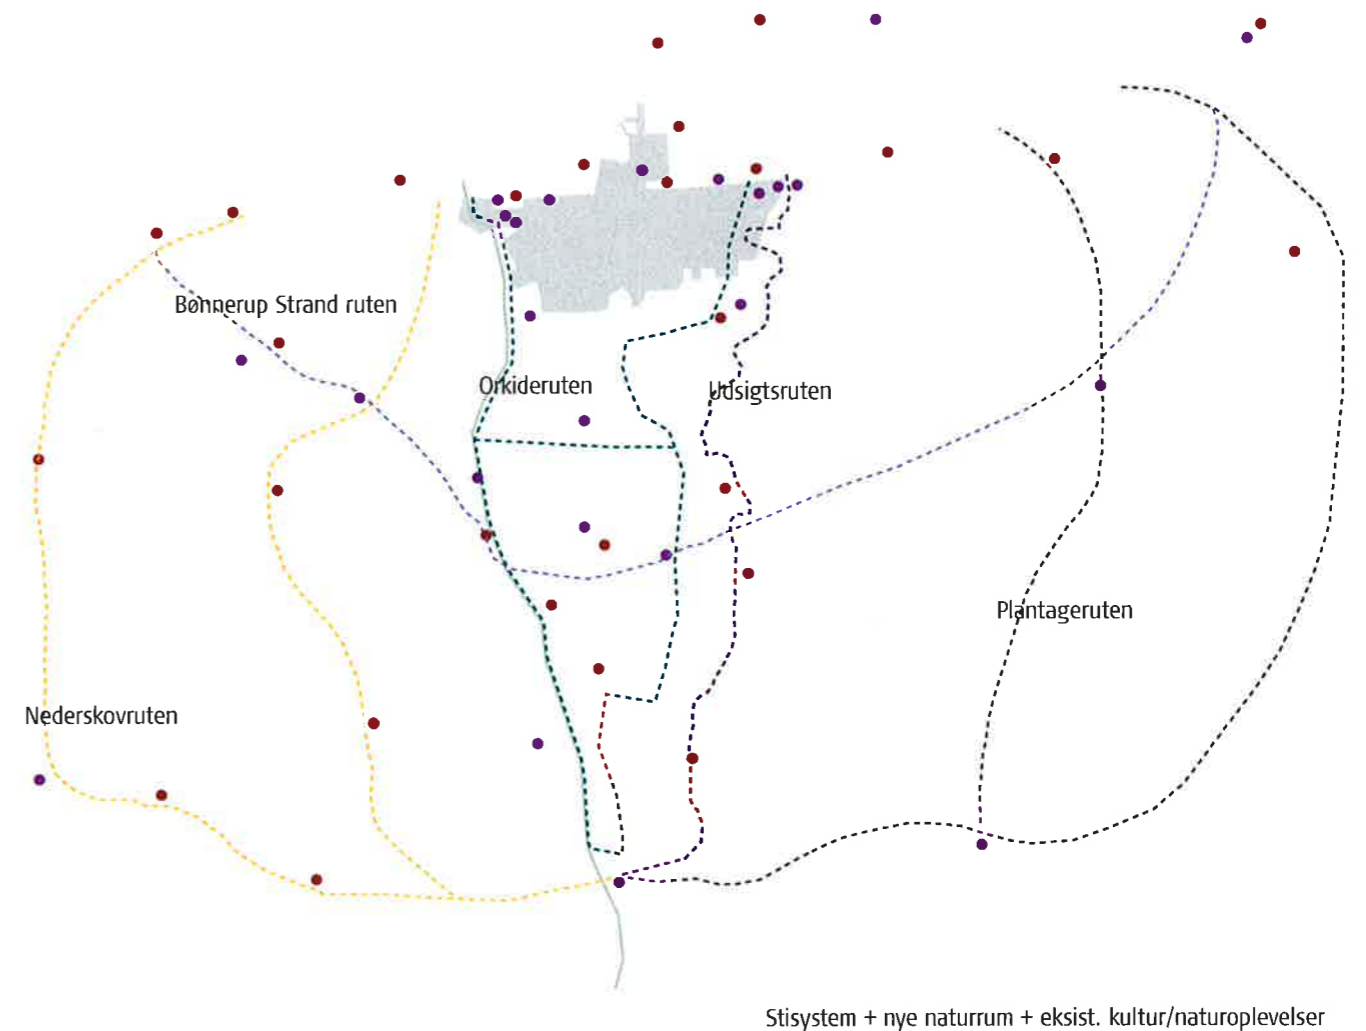 Bønnerup Strand ruten
Orkideruten
Udsigtsruten
Plantageruten
Nederskovruten
Stisystem + nye naturrum + eksist. kultur/naturoplevelser